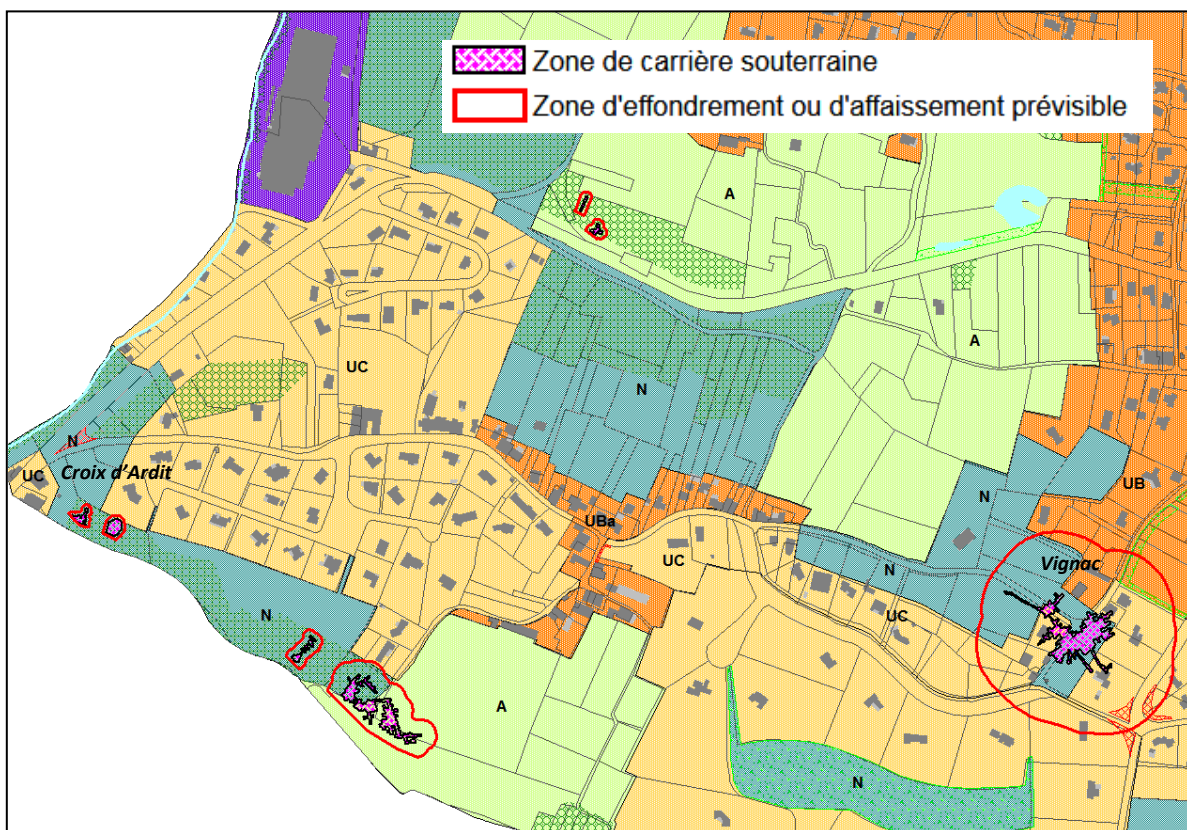 Zone de carrière souterraine
Zone d'effondrement ou d'affaissement prévisible
A
A
UC
N
N
UC
Croix d'Ardit
UB
N
UBa
Vignac
UC
N
UC
N
A
N